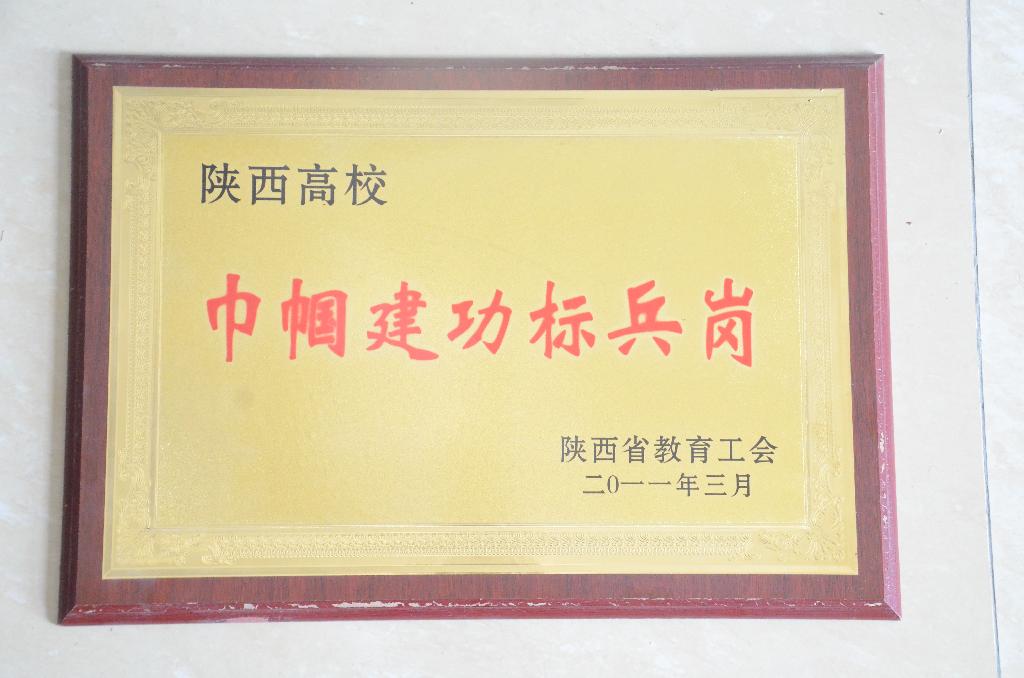 陕西高校
巾帼建功标兵岗
陕西省教育工会
二0一一年三月